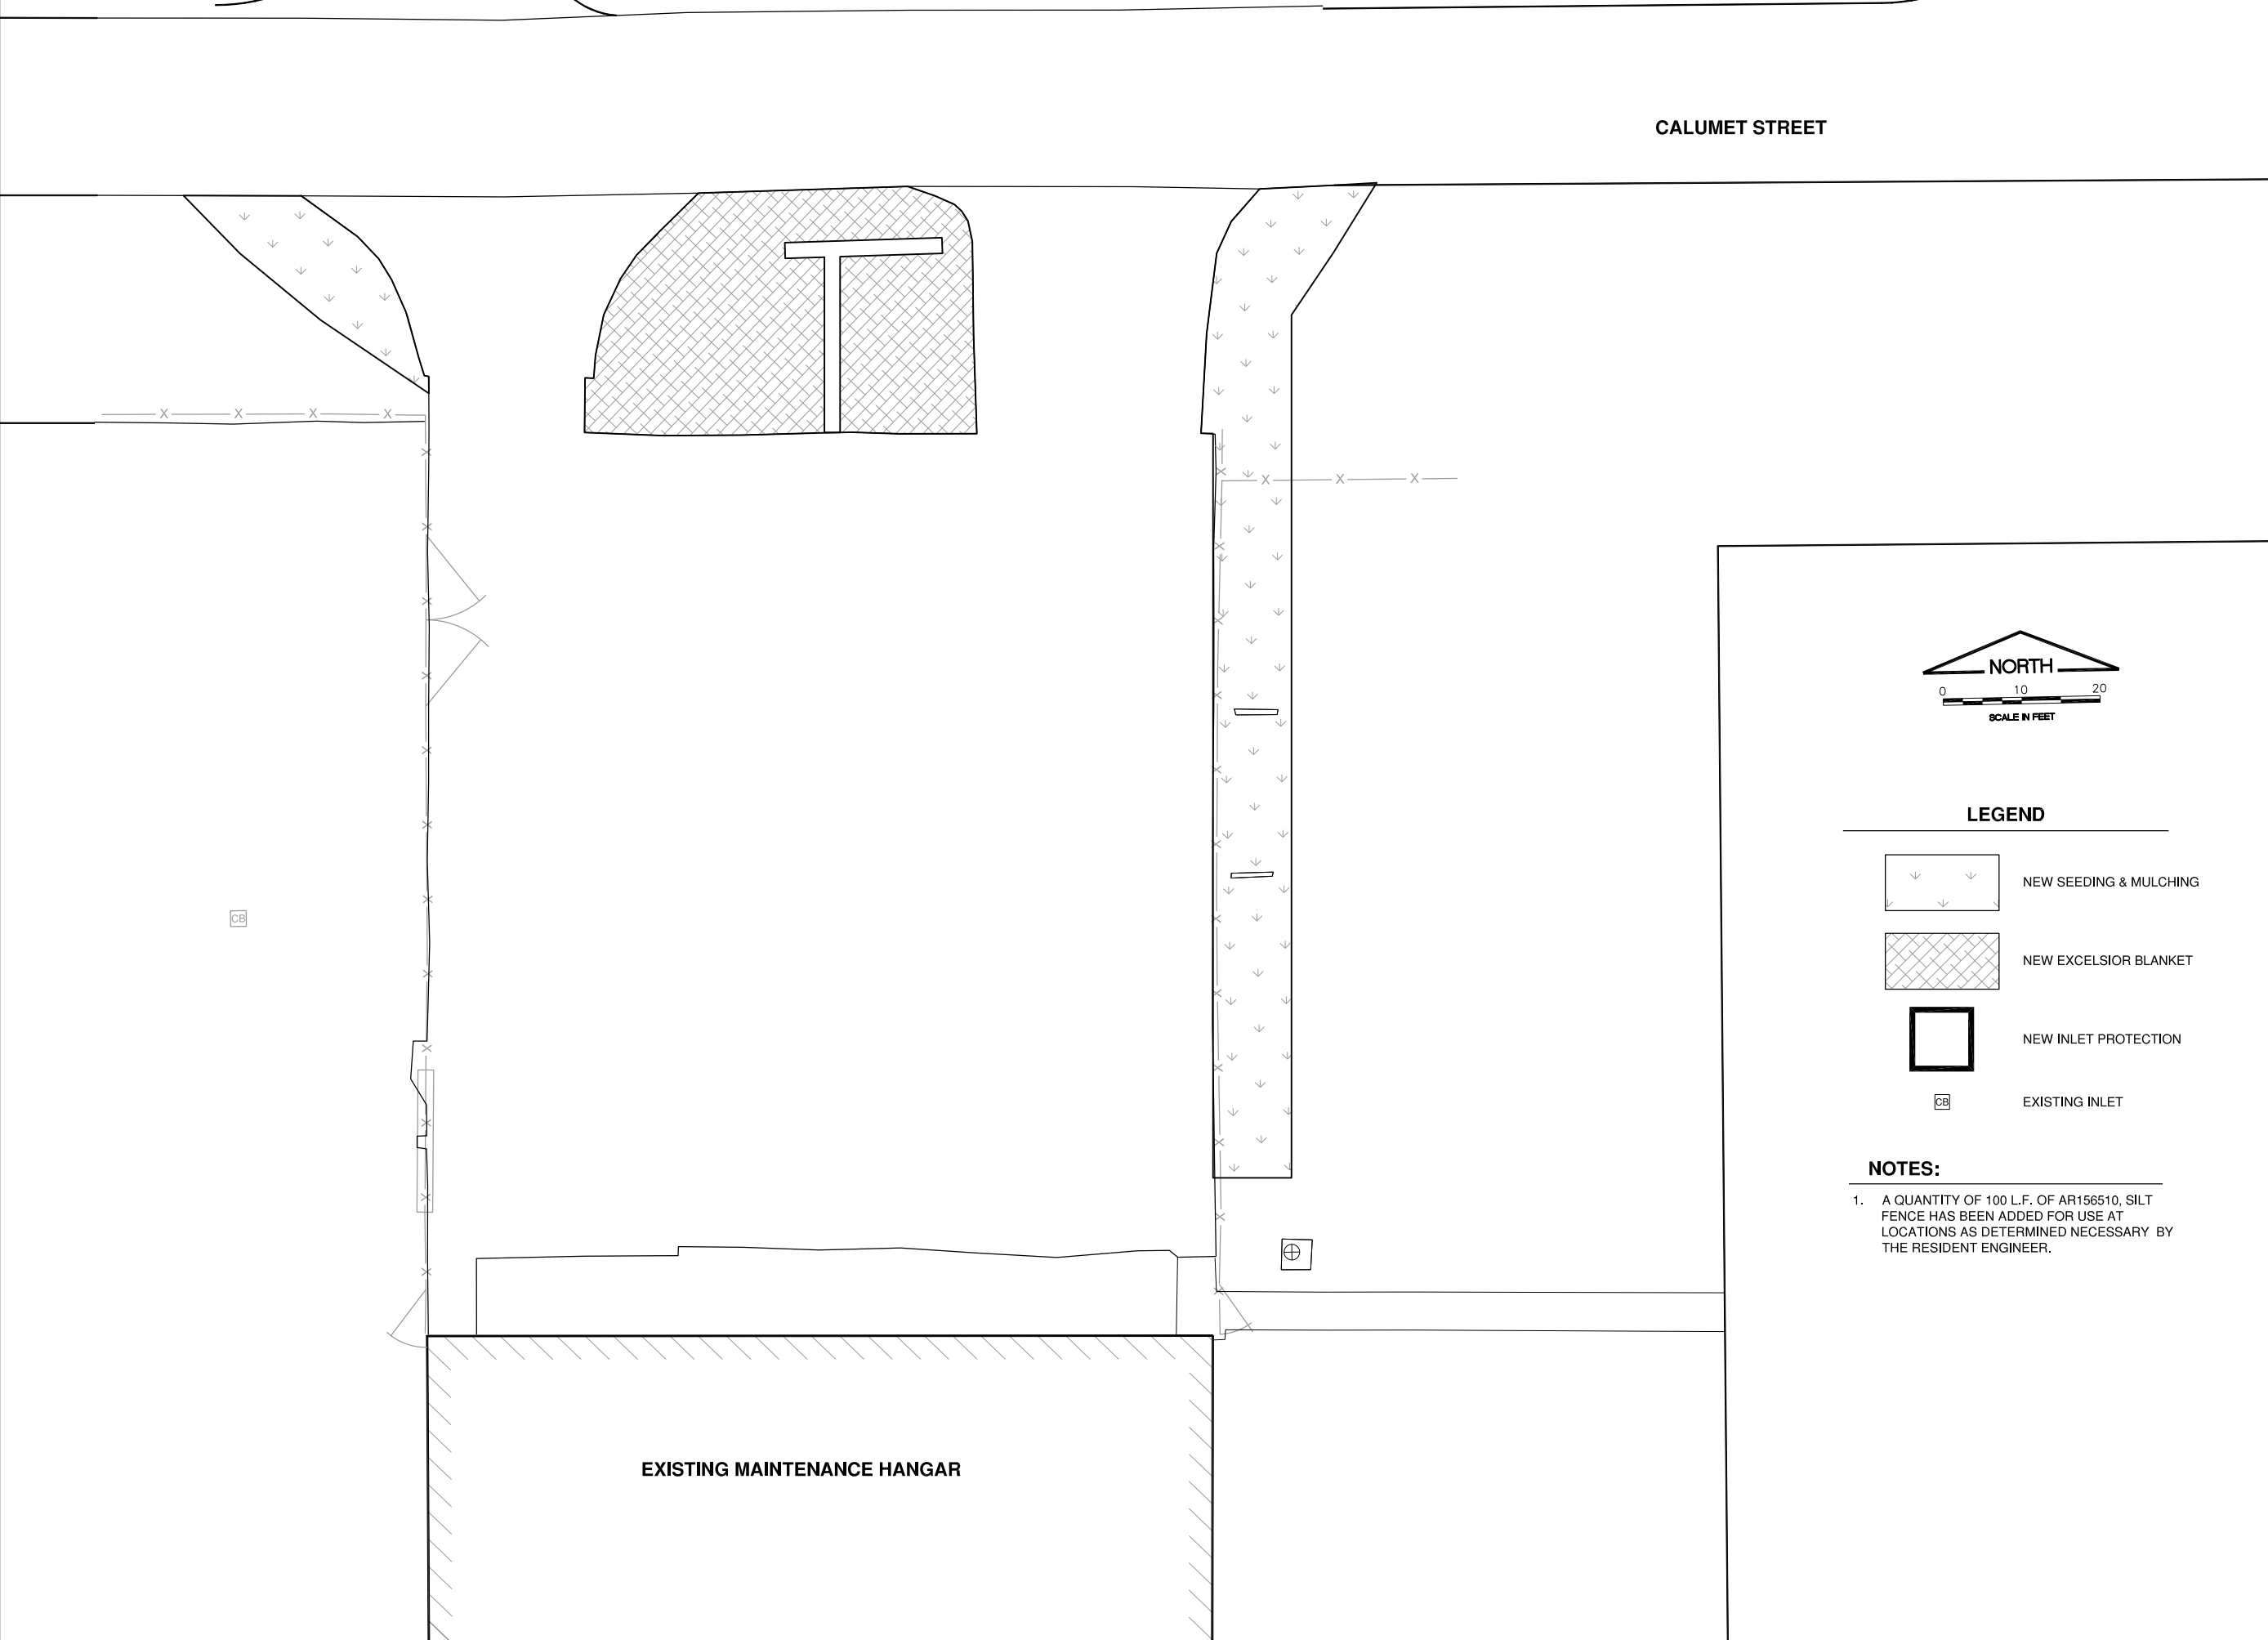 CALUMET STREET
X X X X
X X X
NORTH
0 10 20
SCALE IN FEET
LEGEND
NEW SEEDING & MULCHING
CB
NEW EXCELSIOR BLANKET
NEW INLET PROTECTION
CB EXISTING INLET
NOTES:
1. A QUANTITY OF 100 L.F. OF AR156510, SILT
FENCE HAS BEEN ADDED FOR USE AT
LOCATIONS AS DETERMINED NECESSARY BY
THE RESIDENT ENGINEER.
EXISTING MAINTENANCE HANGAR